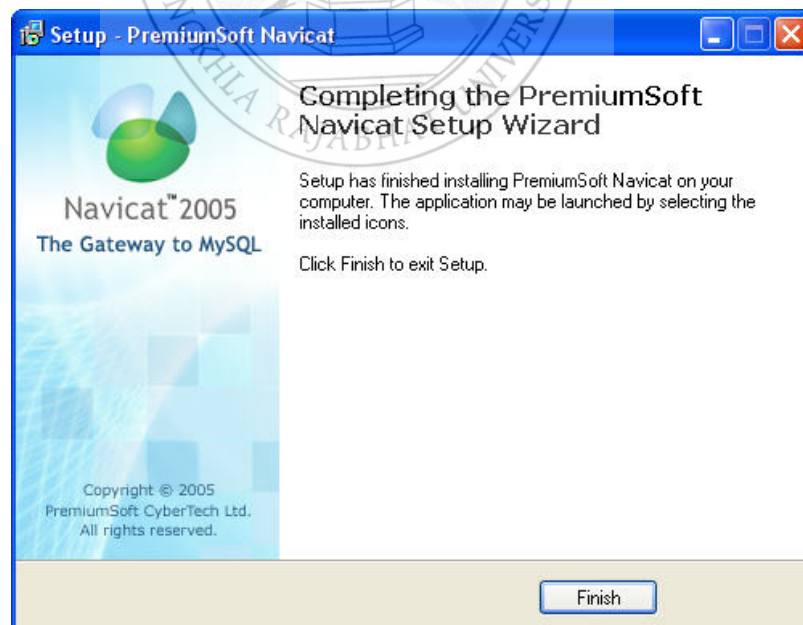 Setup - PremiumSoft Navicat
Completing the PremiumSoft
Navicat Setup Wizard
Setup has finished installing PremiumSoft Navicat on your
computer. The application may be launched by selecting the
installed icons.
Click Finish to exit Setup.
Navicat™2005
The Gateway to MySQL
Copyright © 2005
PremiumSoft CyberTech Ltd.
All rights reserved.
Finish
RAJABHAT